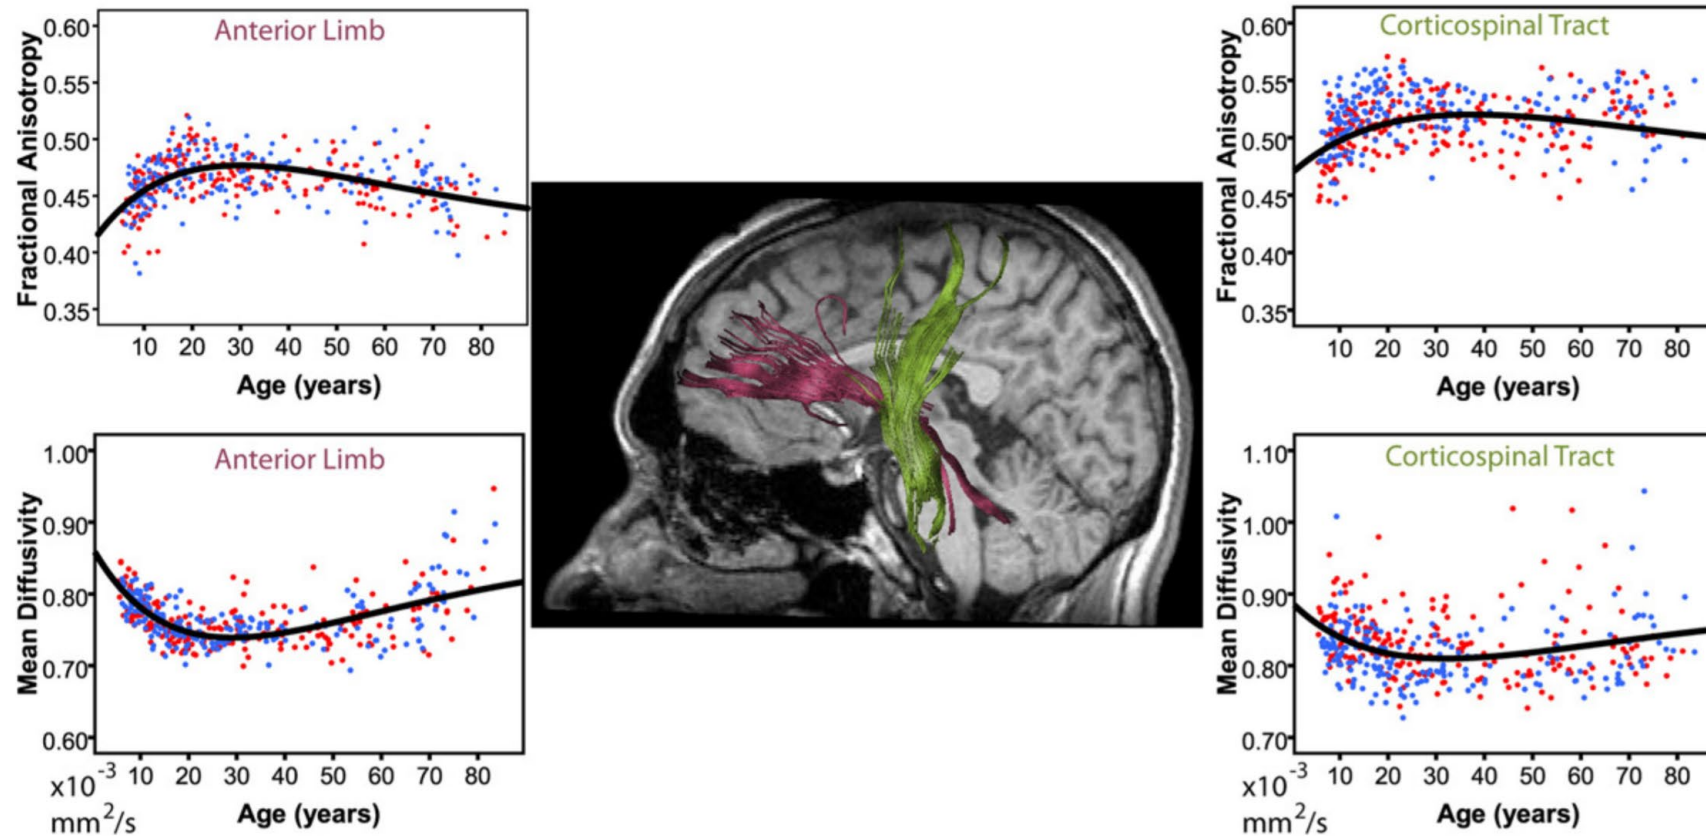 Anterior Limb
Fractional Anisotropy
0.60
0.55
0.50
0.45
0.40
0.35
10 20 30 40 50 60 70 80
Age (years)
Corticospinal Tract
Fractional Anisotropy
0.60
0.55
0.50
0.45
0.40
0.35
10 20 30 40 50 60 70 80
Age (years)
Anterior Limb
Mean Diffusivity
1.00
0.90
0.80
0.70
0.60
10 20 30 40 50 60 70 80
x10⁻³
mm²/s
Age (years)
Corticospinal Tract
Mean Diffusivity
1.10
1.00
0.90
0.80
0.70
10 20 30 40 50 60 70 80
x10⁻³
mm²/s
Age (years)